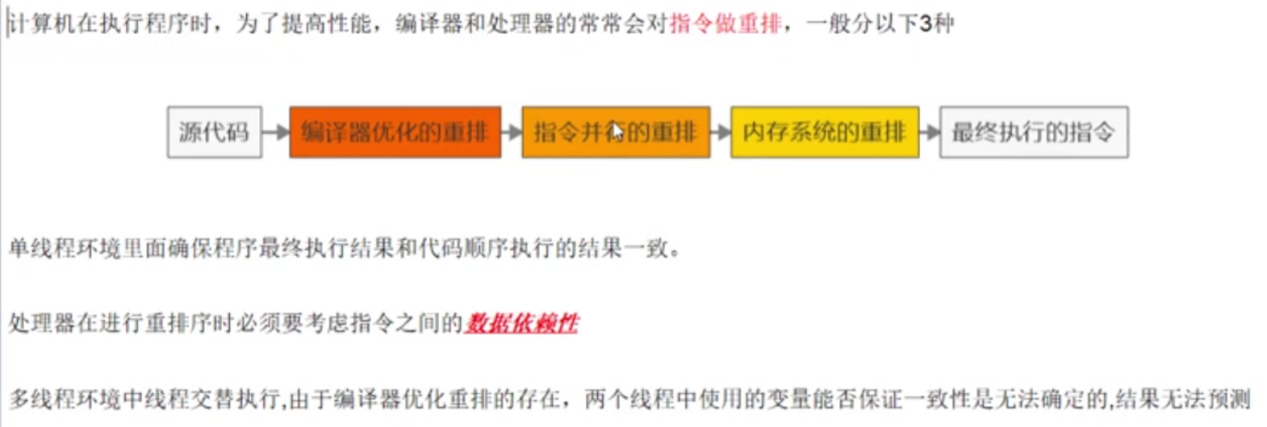 计算机在执行程序时，为了提高性能，编译器和处理器的常常会对指令做重排，一般分以下3种
源代码 编译器优化的重排 指令并行的重排 内存系统的重排 最终执行的指令
单线程环境里面确保程序最终执行结果和代码顺序执行的结果一致。
处理器在进行重排序时必须要考虑指令之间的数据依赖性
多线程环境中线程交替执行,由于编译器优化重排的存在，两个线程中使用的变量能否保证一致性是无法确定的,结果无法预测